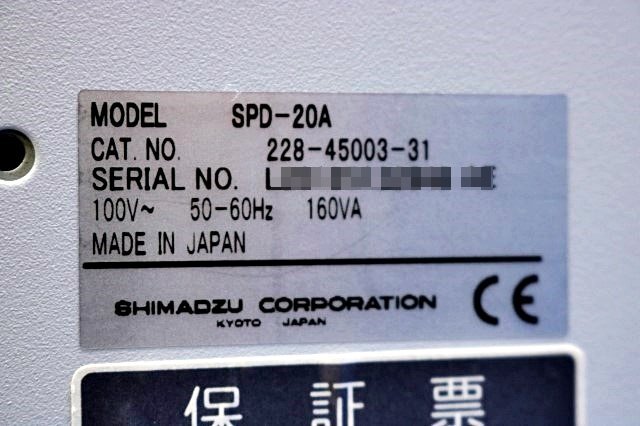 MODEL SPD-20A
CAT. NO. 228-45003-31
SERIAL NO. L
100V~ 50-60Hz 160VA
MADE IN JAPAN
SHIMADZU CORPORATION
KYOTO JAPAN
CE
保証票